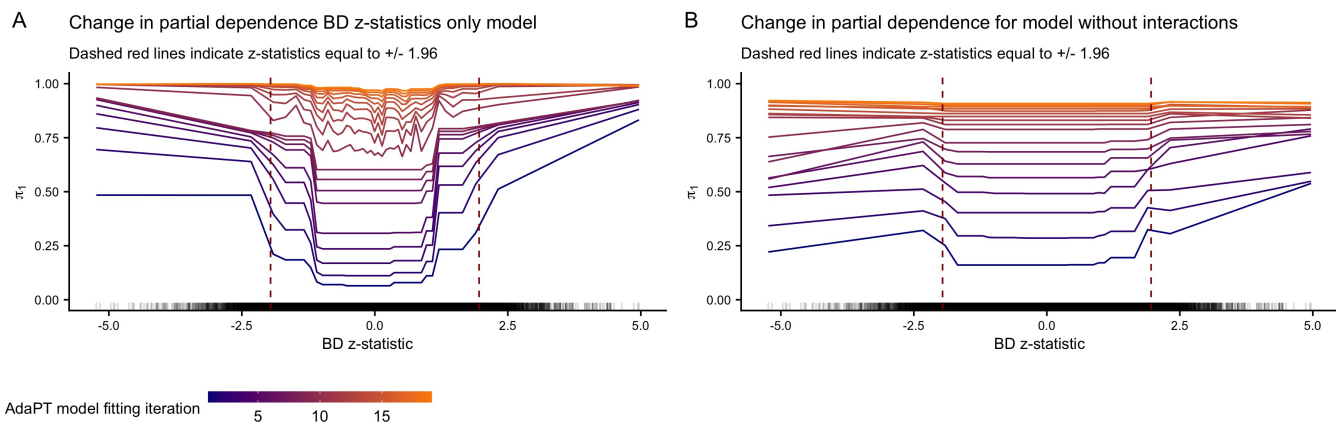 A
Change in partial dependence BD z-statistics only model
Dashed red lines indicate z-statistics equal to +/- 1.96
1.00
0.75
0.50
0.25
0.00
π1
-5.0
-2.5
0.0
2.5
5.0
BD z-statistic
B
Change in partial dependence for model without interactions
Dashed red lines indicate z-statistics equal to +/- 1.96
1.00
0.75
0.50
0.25
0.00
π1
-5.0
-2.5
0.0
2.5
5.0
BD z-statistic
AdaPT model fitting iteration
5
10
15